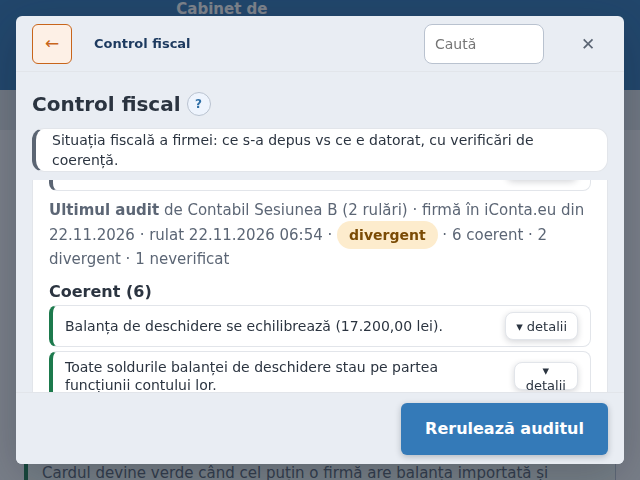 Cabinet de
← Control fiscal Caută ✕
Control fiscal ?
Situația fiscală a firmei: ce s-a depus vs ce e datorat, cu verificări de
coerență.
Ultimul audit de Contabil Sesiunea B (2 rulări) · firmă în iConta.eu din
22.11.2026 · rulat 22.11.2026 06:54 · divergent · 6 coerent · 2
divergent · 1 neverificat
Coerent (6)
Balanța de deschidere se echilibrează (17.200,00 lei). ▾ detalii
Toate soldurile balanței de deschidere stau pe partea
funcțiunii contului lor.
▾
detalii
Rerulează auditul
Cardul devine verde când cel puțin o firmă are balanța importată și